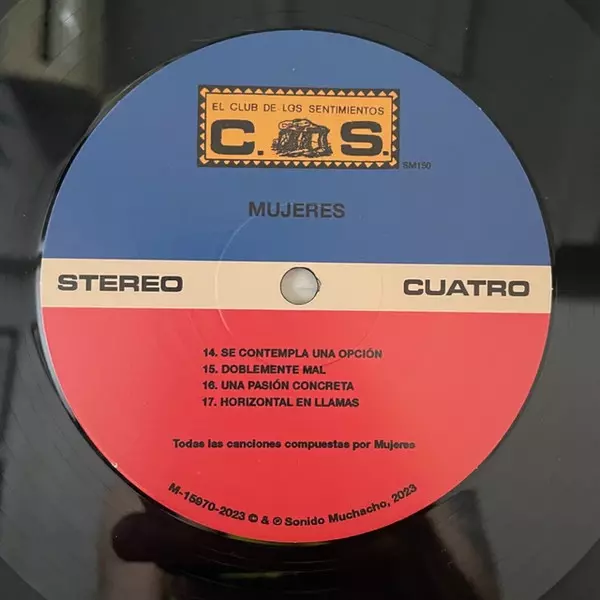 EL CLUB DE LOS SENTIMIENTOS
C. S.
SM150
MUJERES
STEREO CUATRO
14. SE CONTEMPLA UNA OPCIÓN
15. DOBLEMENTE MAL
16. UNA PASIÓN CONCRETA
17. HORIZONTAL EN LLAMAS
Todas las canciones compuestas por Mujeres
M-15970-2023 © & ℗ Sonido Muchacho, 2023